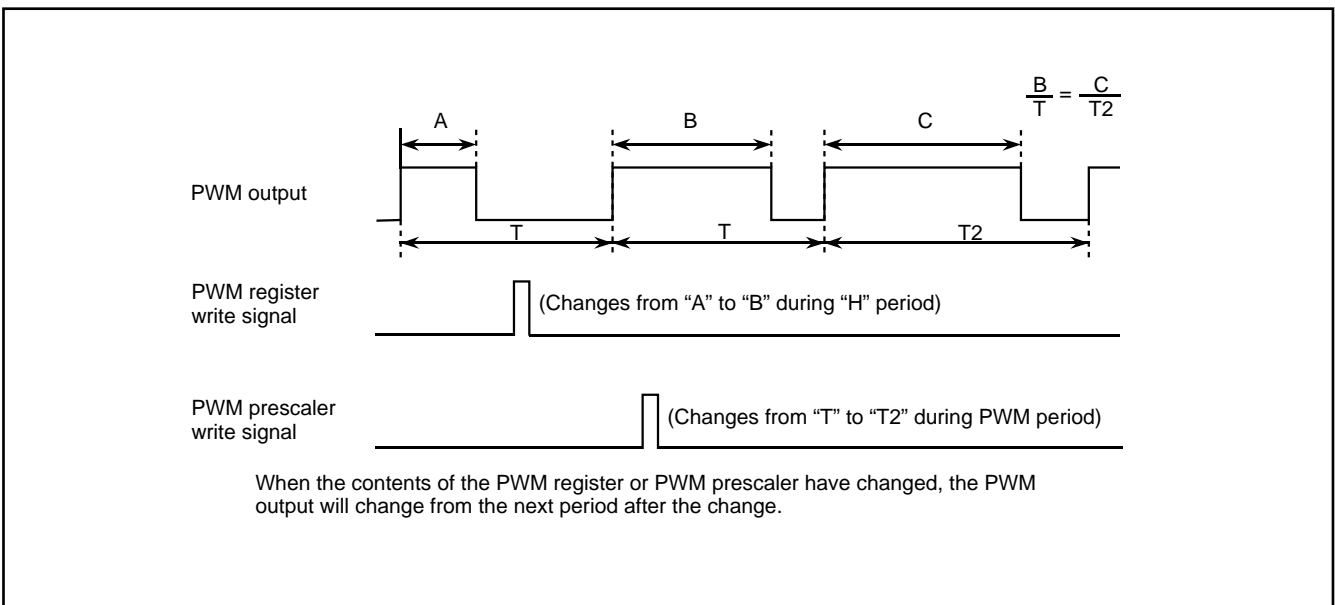 B/T = C/T2
A B C
PWM output
T T T2
PWM register
write signal
(Changes from “A” to “B” during “H” period)
PWM prescaler
write signal
(Changes from “T” to “T2” during PWM period)
When the contents of the PWM register or PWM prescaler have changed, the PWM
output will change from the next period after the change.